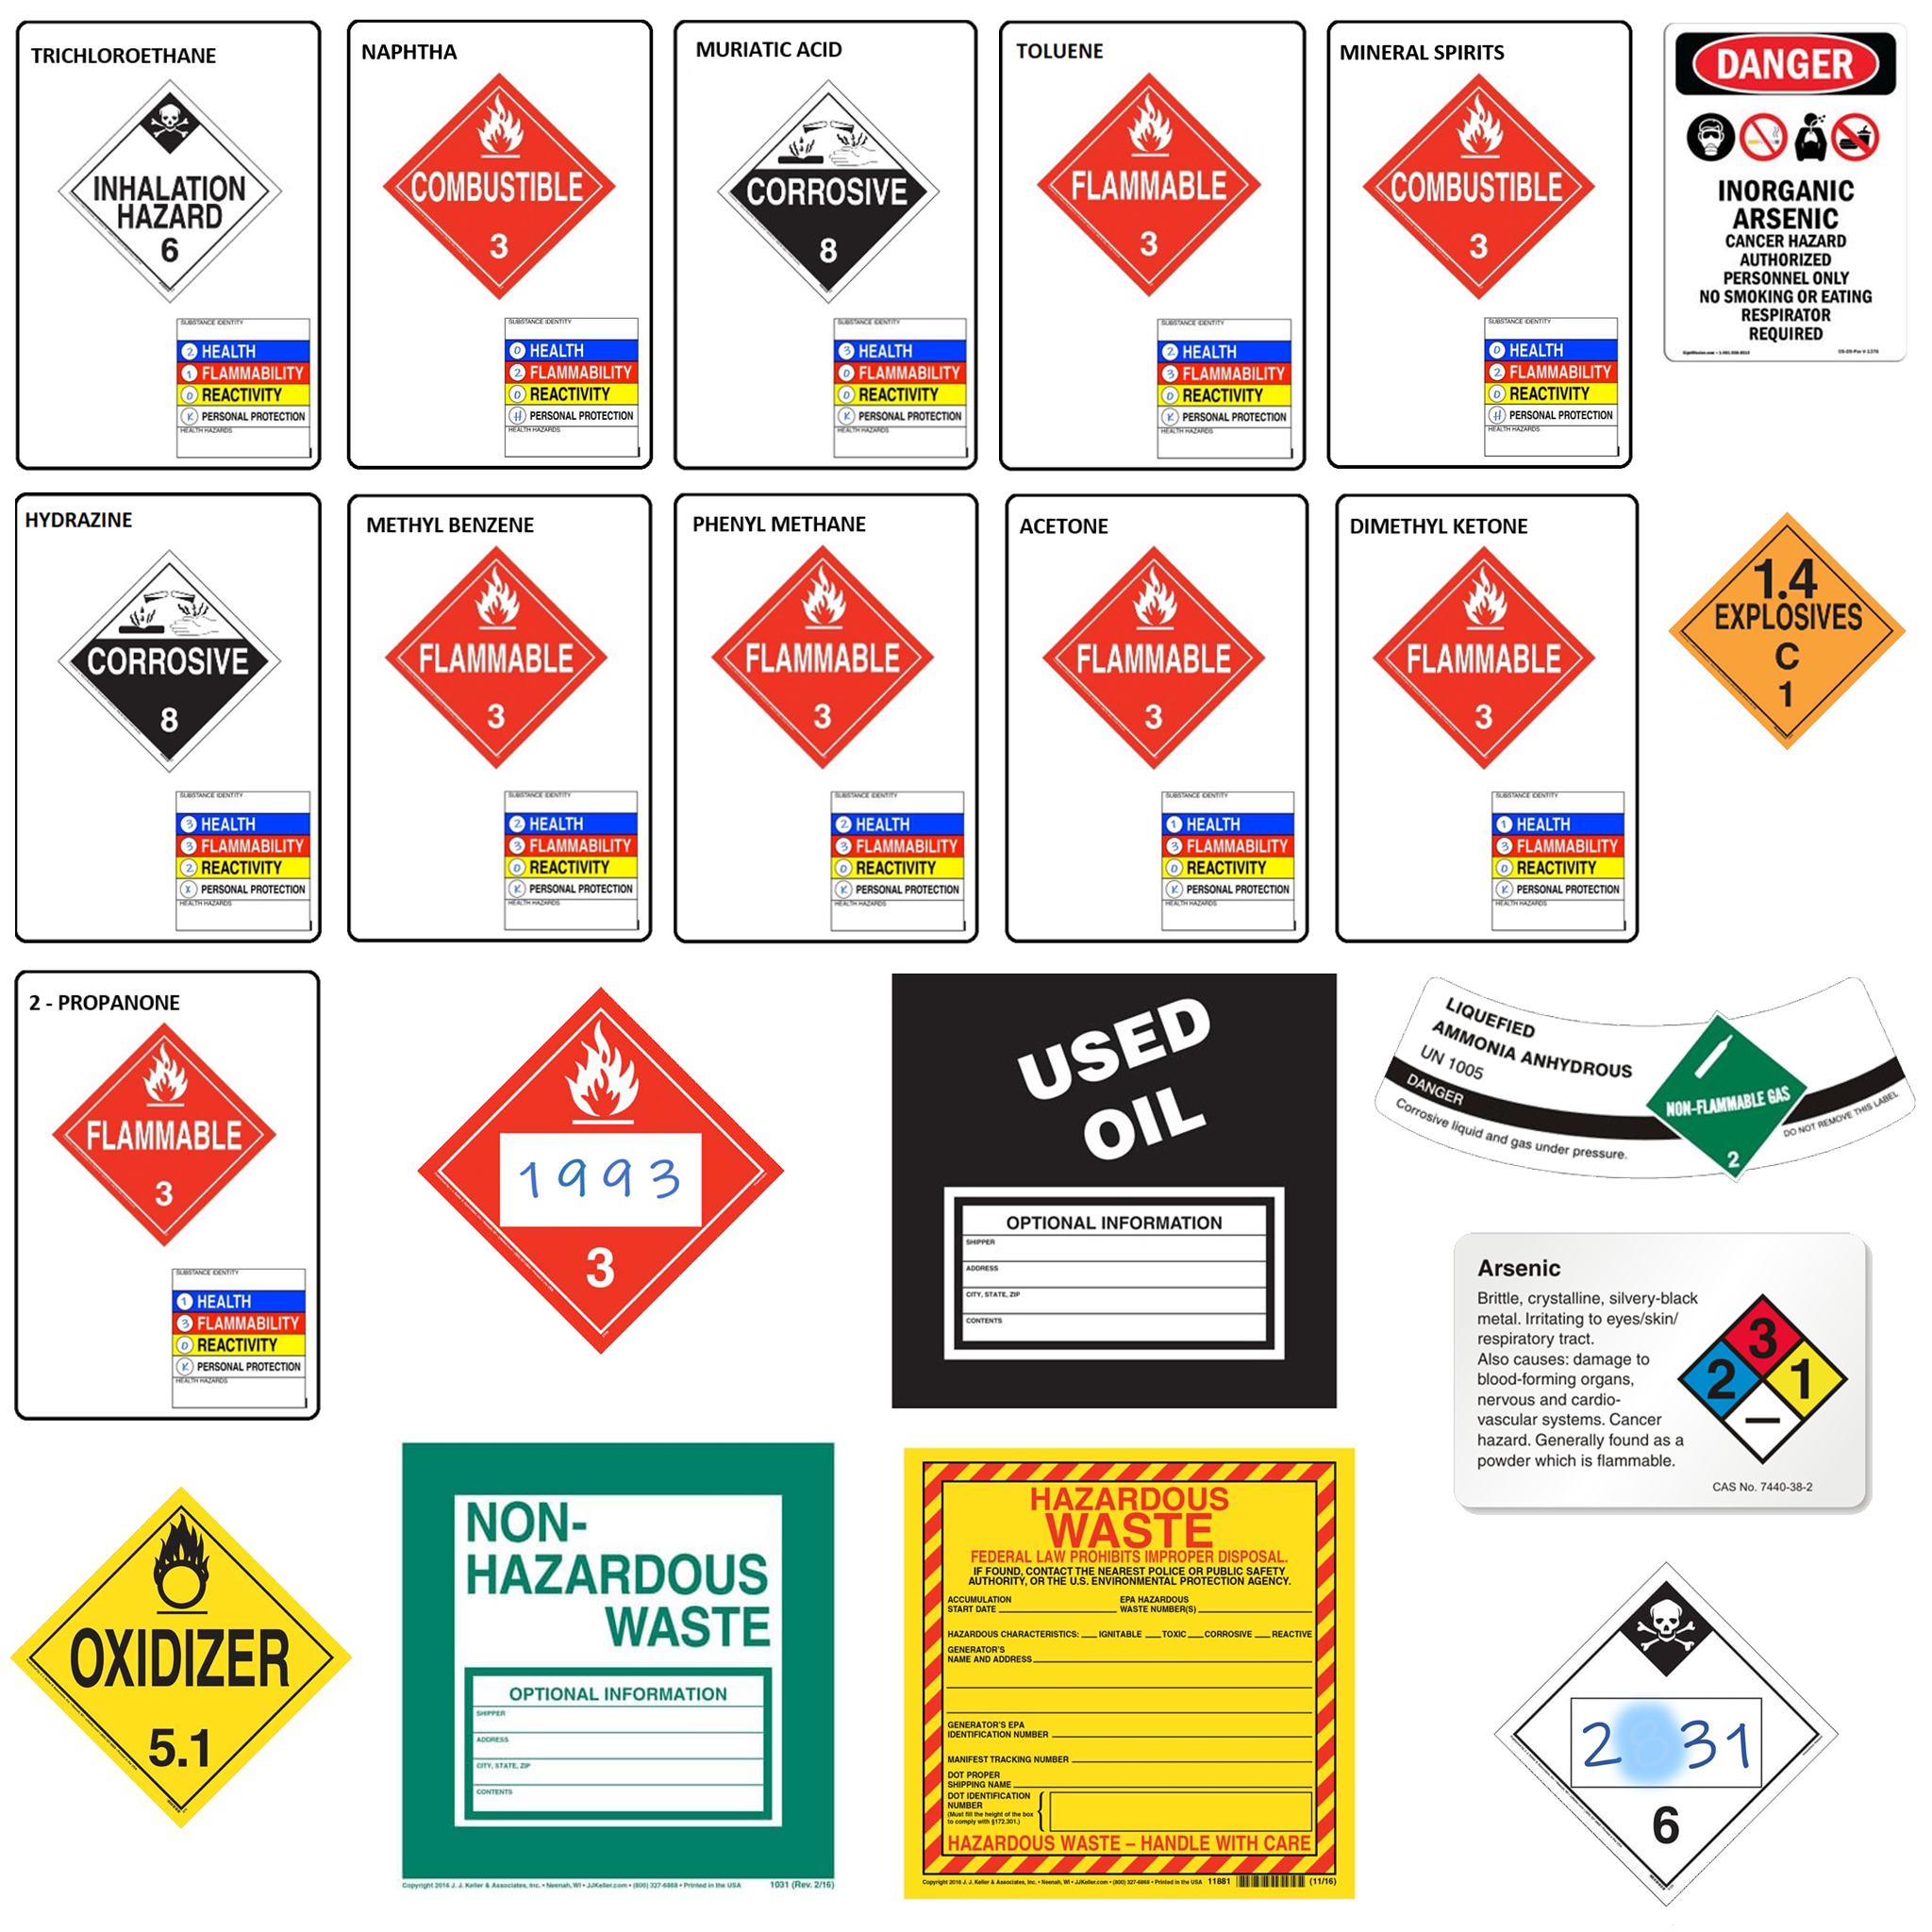 TRICHLOROETHANE
INHALATION
HAZARD
6
SUBSTANCE IDENTITY
2 HEALTH
1 FLAMMABILITY
0 REACTIVITY
K PERSONAL PROTECTION
HEALTH HAZARDS
NAPHTHA
COMBUSTIBLE
3
SUBSTANCE IDENTITY
0 HEALTH
2 FLAMMABILITY
0 REACTIVITY
H PERSONAL PROTECTION
HEALTH HAZARDS
MURIATIC ACID
CORROSIVE
8
SUBSTANCE IDENTITY
3 HEALTH
0 FLAMMABILITY
0 REACTIVITY
K PERSONAL PROTECTION
HEALTH HAZARDS
TOLUENE
FLAMMABLE
3
SUBSTANCE IDENTITY
2 HEALTH
3 FLAMMABILITY
0 REACTIVITY
K PERSONAL PROTECTION
HEALTH HAZARDS
MINERAL SPIRITS
COMBUSTIBLE
3
SUBSTANCE IDENTITY
0 HEALTH
2 FLAMMABILITY
0 REACTIVITY
H PERSONAL PROTECTION
HEALTH HAZARDS
DANGER
INORGANIC
ARSENIC
CANCER HAZARD
AUTHORIZED
PERSONNEL ONLY
NO SMOKING OR EATING
RESPIRATOR
REQUIRED
HYDRAZINE
CORROSIVE
8
SUBSTANCE IDENTITY
3 HEALTH
3 FLAMMABILITY
2 REACTIVITY
X PERSONAL PROTECTION
HEALTH HAZARDS
METHYL BENZENE
FLAMMABLE
3
SUBSTANCE IDENTITY
2 HEALTH
3 FLAMMABILITY
0 REACTIVITY
K PERSONAL PROTECTION
HEALTH HAZARDS
PHENYL METHANE
FLAMMABLE
3
SUBSTANCE IDENTITY
2 HEALTH
3 FLAMMABILITY
0 REACTIVITY
K PERSONAL PROTECTION
HEALTH HAZARDS
ACETONE
FLAMMABLE
3
SUBSTANCE IDENTITY
1 HEALTH
3 FLAMMABILITY
0 REACTIVITY
K PERSONAL PROTECTION
HEALTH HAZARDS
DIMETHYL KETONE
FLAMMABLE
3
SUBSTANCE IDENTITY
1 HEALTH
3 FLAMMABILITY
0 REACTIVITY
K PERSONAL PROTECTION
HEALTH HAZARDS
1.4
EXPLOSIVES
C
1
2 - PROPANONE
FLAMMABLE
3
SUBSTANCE IDENTITY
1 HEALTH
3 FLAMMABILITY
0 REACTIVITY
K PERSONAL PROTECTION
HEALTH HAZARDS
1993
3
USED
OIL
OPTIONAL INFORMATION
SHIPPER
ADDRESS
CITY, STATE, ZIP
CONTENTS
LIQUEFIED
AMMONIA ANHYDROUS
UN 1005
DANGER
Corrosive liquid and gas under pressure.
NON-FLAMMABLE GAS
2
DO NOT REMOVE THIS LABEL
Arsenic
Brittle, crystalline, silvery-black
metal. Irritating to eyes/skin/
respiratory tract.
Also causes: damage to
blood-forming organs,
nervous and cardio-
vascular systems. Cancer
hazard. Generally found as a
powder which is flammable.
3
2 1
CAS No. 7440-38-2
OXIDIZER
5.1
NON-
HAZARDOUS
WASTE
OPTIONAL INFORMATION
SHIPPER
ADDRESS
CITY, STATE, ZIP
CONTENTS
Copyright 2016 J. J. Keller & Associates, Inc. • Neenah, WI • JJKeller.com • (800) 327-6868 • Printed in the USA 1031 (Rev. 2/16)
HAZARDOUS
WASTE
FEDERAL LAW PROHIBITS IMPROPER DISPOSAL.
IF FOUND, CONTACT THE NEAREST POLICE OR PUBLIC SAFETY
AUTHORITY, OR THE U.S. ENVIRONMENTAL PROTECTION AGENCY.
ACCUMULATION
START DATE
EPA HAZARDOUS
WASTE NUMBER(S)
HAZARDOUS CHARACTERISTICS: IGNITABLE TOXIC CORROSIVE REACTIVE
GENERATOR'S
NAME AND ADDRESS
GENERATOR'S EPA
IDENTIFICATION NUMBER
MANIFEST TRACKING NUMBER
DOT PROPER
SHIPPING NAME
DOT IDENTIFICATION
NUMBER
(Must fill the height of the box
to comply with §172.301.)
HAZARDOUS WASTE – HANDLE WITH CARE
Copyright 2016 J. J. Keller & Associates, Inc. • Neenah, WI • JJKeller.com • (800) 327-6868 • Printed in the USA 11881 (11/16)
2 31
6